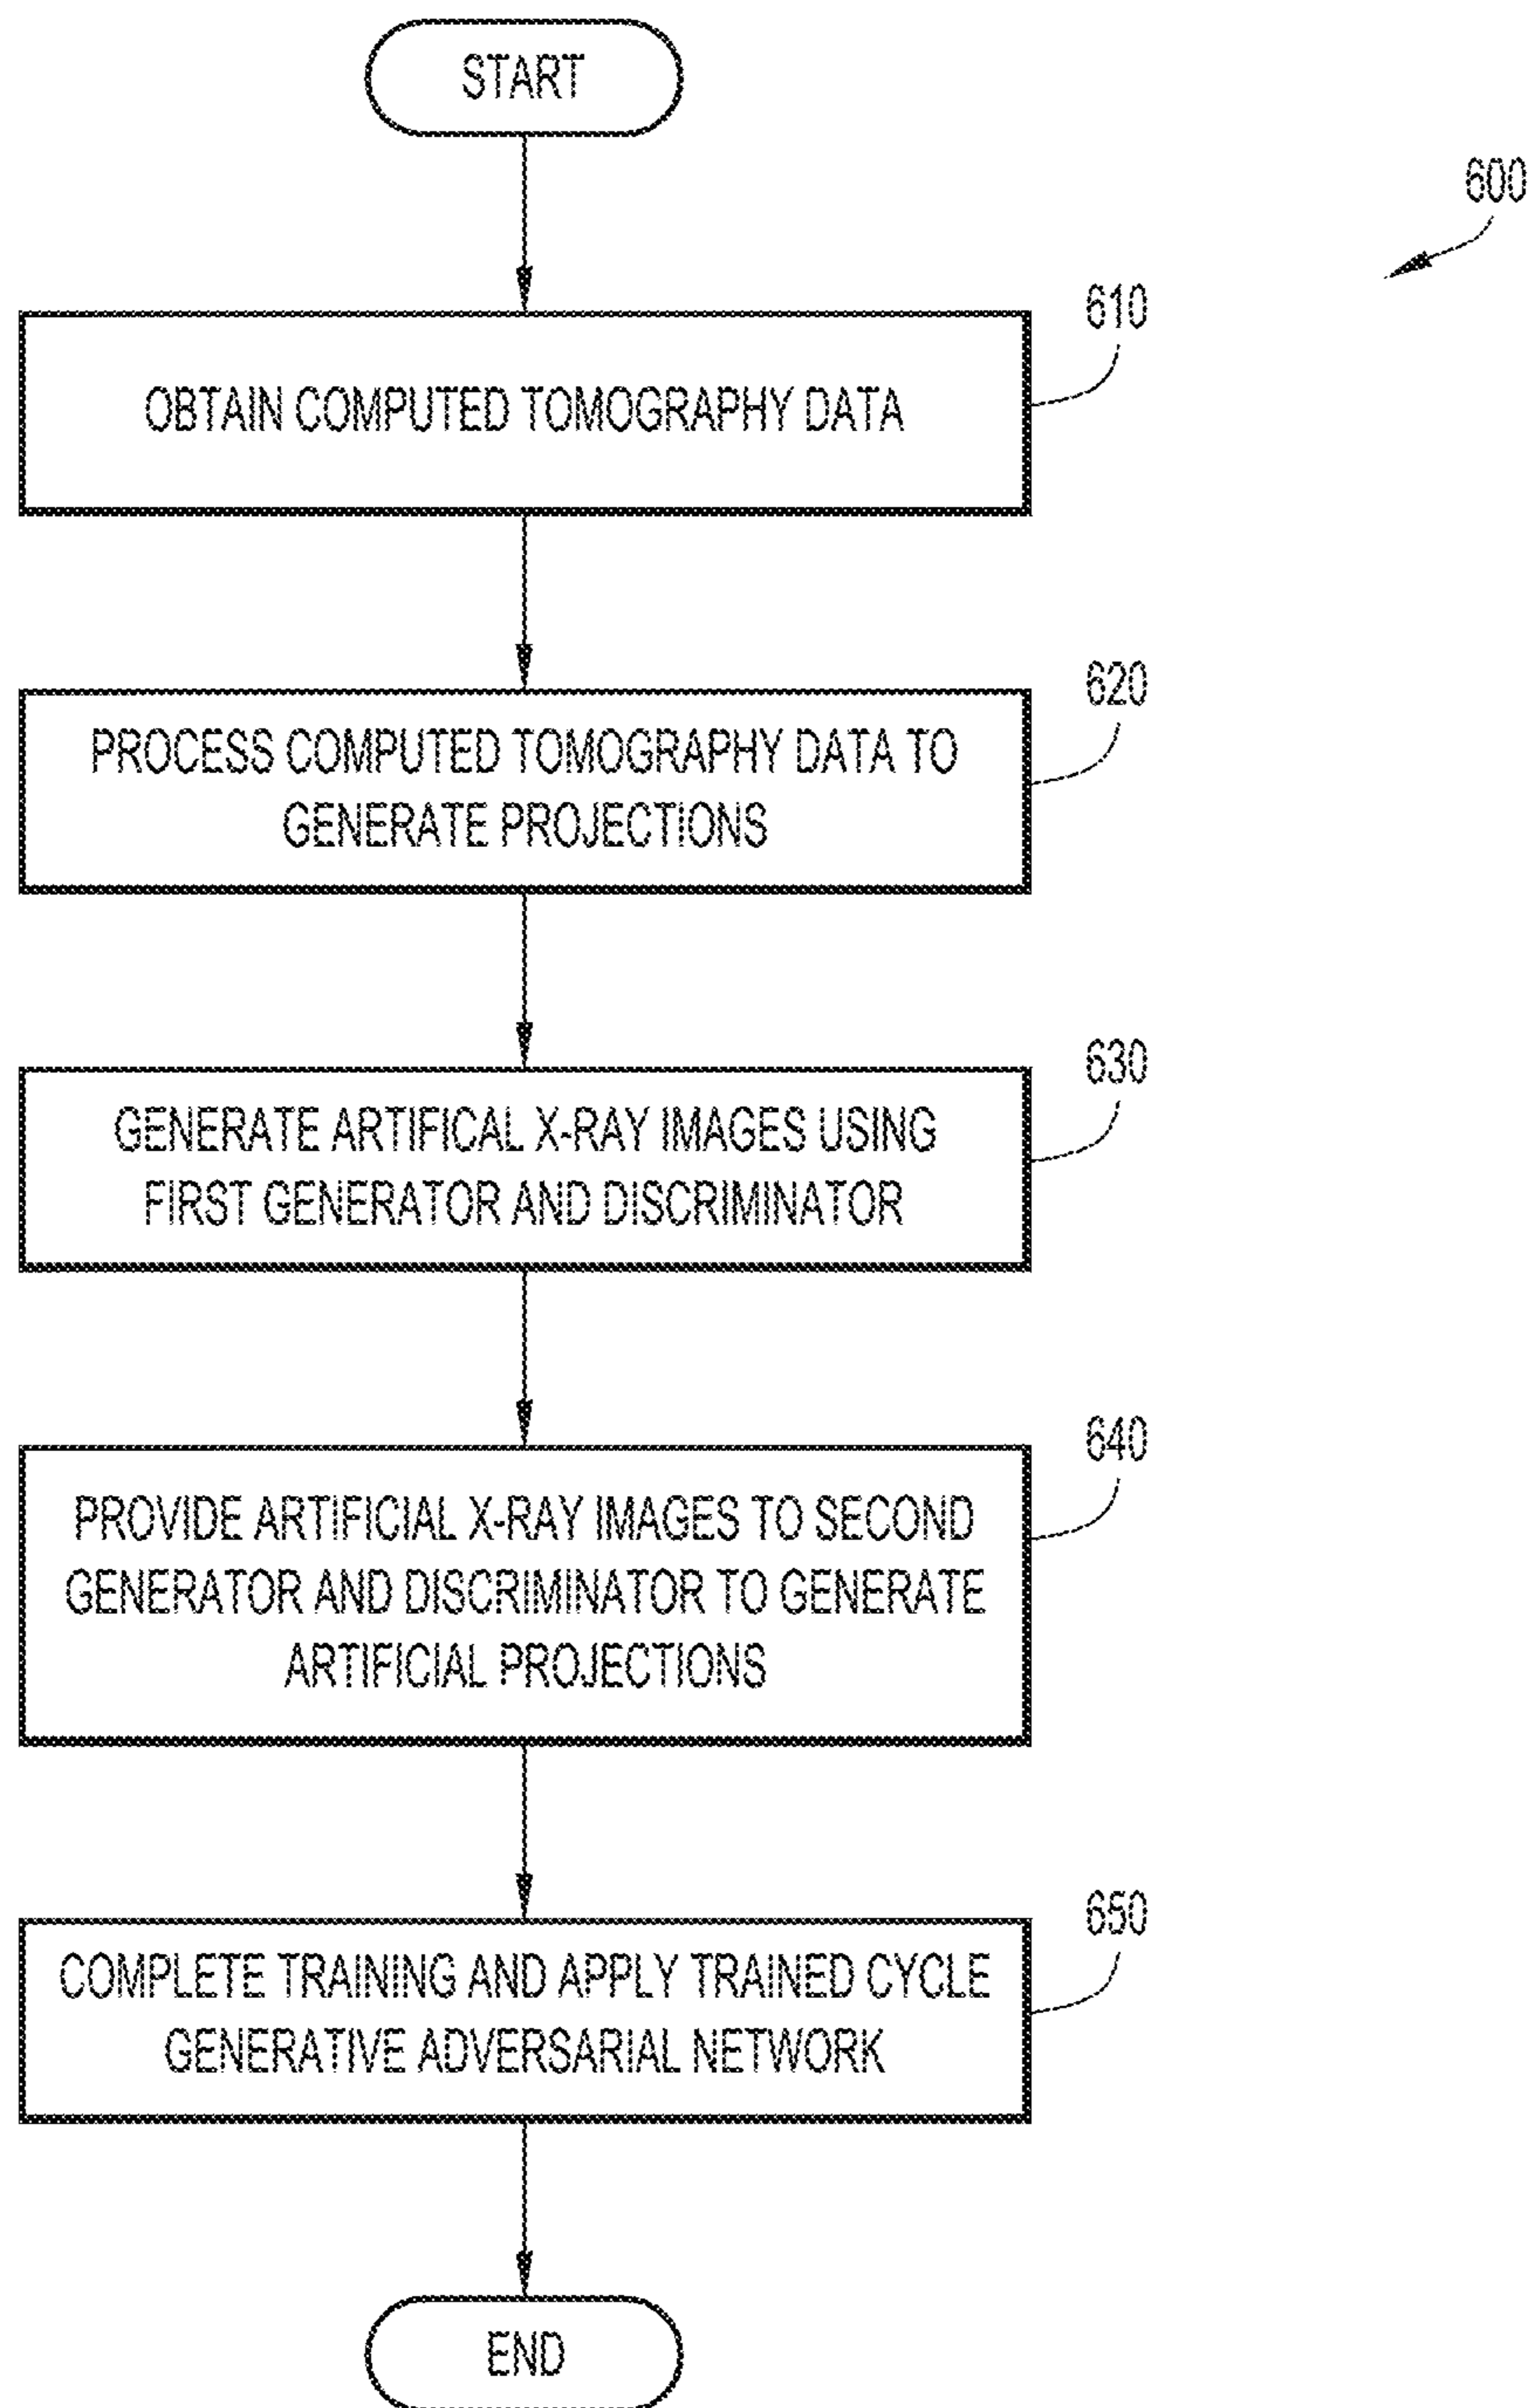 START
600
610
OBTAIN COMPUTED TOMOGRAPHY DATA
620
PROCESS COMPUTED TOMOGRAPHY DATA TO
GENERATE PROJECTIONS
630
GENERATE ARTIFICAL X-RAY IMAGES USING
FIRST GENERATOR AND DISCRIMINATOR
640
PROVIDE ARTIFICIAL X-RAY IMAGES TO SECOND
GENERATOR AND DISCRIMINATOR TO GENERATE
ARTIFICIAL PROJECTIONS
650
COMPLETE TRAINING AND APPLY TRAINED CYCLE
GENERATIVE ADVERSARIAL NETWORK
END